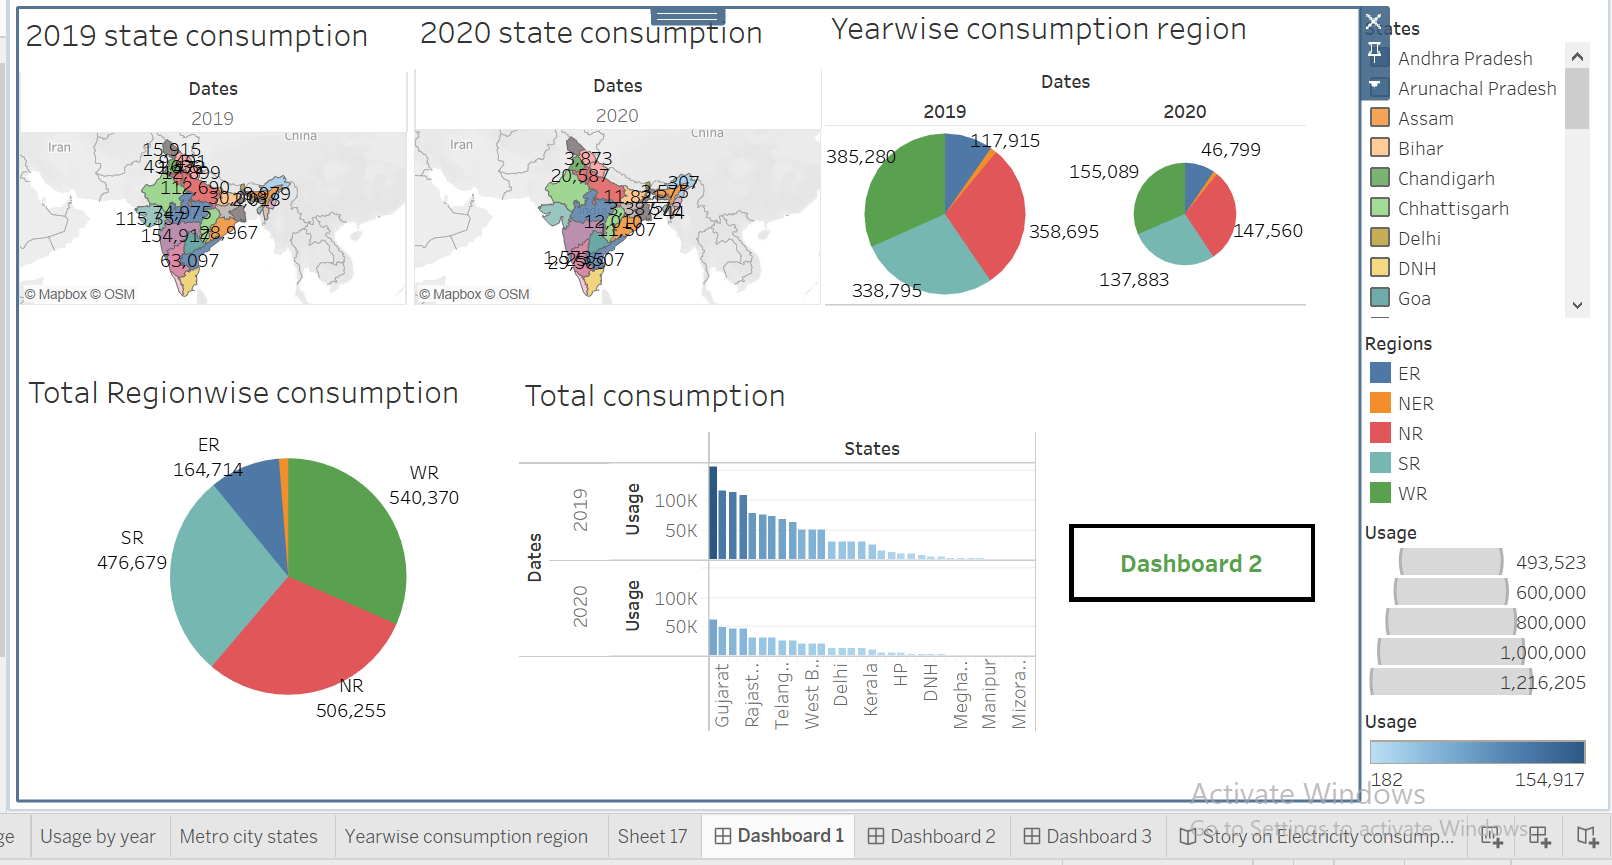 2019 state consumption
2020 state consumption
Yearwise consumption region
Dates
2019
Dates
2020
Dates
2019
2020
Iran
China
15,915
112,690
115,357
4,975
154,917
28,967
63,097
© Mapbox © OSM
Iran
China
3,873
20,587
307
12,010
11,507
244
© Mapbox © OSM
385,280
117,915
358,695
338,795
155,089
46,799
147,560
137,883
Total Regionwise consumption
ER
164,714
WR
540,370
SR
476,679
NR
506,255
Total consumption
States
Dates
2019
Usage
100K
50K
2020
Usage
100K
50K
Gujarat
Rajast..
Telang..
West B..
Delhi
Kerala
HP
DNH
Megha..
Manipur
Mizora..
Dashboard 2
Andhra Pradesh
Arunachal Pradesh
Assam
Bihar
Chandigarh
Chhattisgarh
Delhi
DNH
Goa
Regions
ER
NER
NR
SR
WR
Usage
493,523
600,000
800,000
1,000,000
1,216,205
Usage
182
154,917
Activate Windows
Go to Settings to activate Windows.
ge
Usage by year
Metro city states
Yearwise consumption region
Sheet 17
Dashboard 1
Dashboard 2
Dashboard 3
Story on Electricity consump...